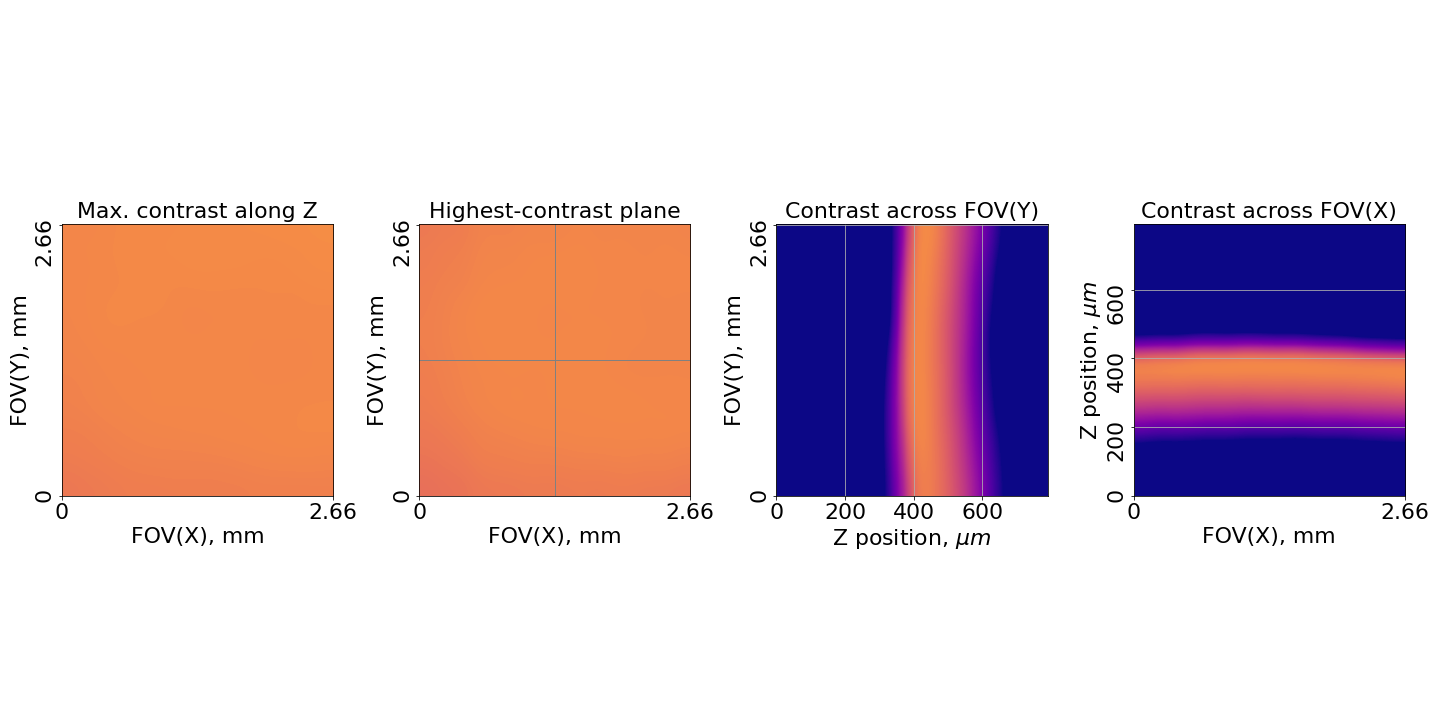 Max. contrast along Z
FOV(Y), mm
2.66
0
0
2.66
FOV(X), mm
Highest-contrast plane
FOV(Y), mm
2.66
0
0
2.66
FOV(X), mm
Contrast across FOV(Y)
FOV(Y), mm
2.66
0
0
200
400
600
Z position, μm
Contrast across FOV(X)
Z position, μm
600
400
200
0
0
2.66
FOV(X), mm